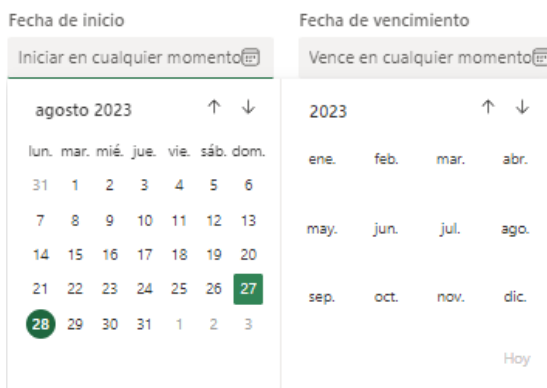 Fecha de inicio
Fecha de vencimiento
Iniciar en cualquier momento
Vence en cualquier momento
agosto 2023
lun. mar. mié. jue. vie. sáb. dom.
31 1 2 3 4 5 6
7 8 9 10 11 12 13
14 15 16 17 18 19 20
21 22 23 24 25 26 27
28 29 30 31 1 2 3
2023
ene. feb. mar. abr.
may. jun. jul. ago.
sep. oct. nov. dic.
Hoy